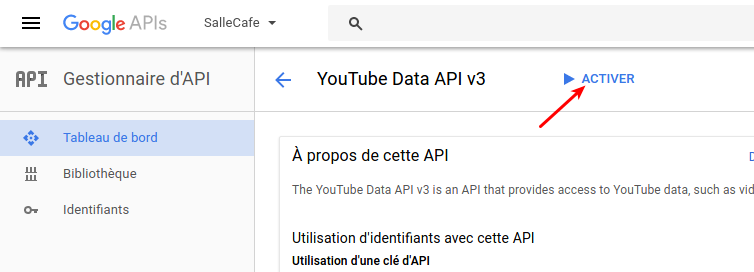 Google APIs SalleCafe
API Gestionnaire d'API
YouTube Data API v3 ACTIVER
Tableau de bord
Bibliothèque
Identifiants
À propos de cette API
The YouTube Data API v3 is an API that provides access to YouTube data, such as
Utilisation d'identifiants avec cette API
Utilisation d'une clé d'API